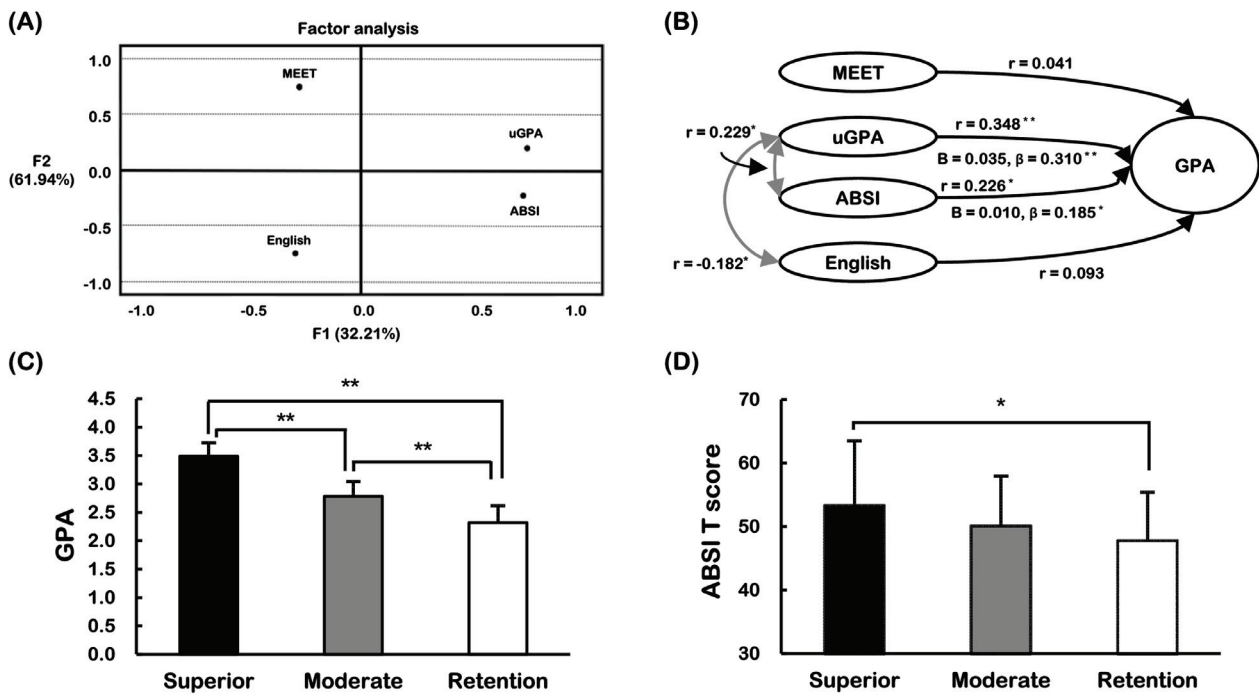 (A)
Factor analysis
1.0
0.5
F2
(61.94%)
0.0
-0.5
-1.0
MEET
uGPA
ABSI
English
-1.0
-0.5
0.0
0.5
1.0
F1 (32.21%)
(B)
MEET
r = 0.041
r = 0.229*
uGPA
r = 0.348**
B = 0.035, β = 0.310**
GPA
ABSI
r = 0.226*
B = 0.010, β = 0.185*
r = -0.182*
English
r = 0.093
(C)
GPA
4.5
4.0
3.5
3.0
2.5
2.0
1.5
1.0
0.5
0.0
**
**
**
Superior
Moderate
Retention
(D)
ABSI T score
70
60
50
40
30
*
Superior
Moderate
Retention